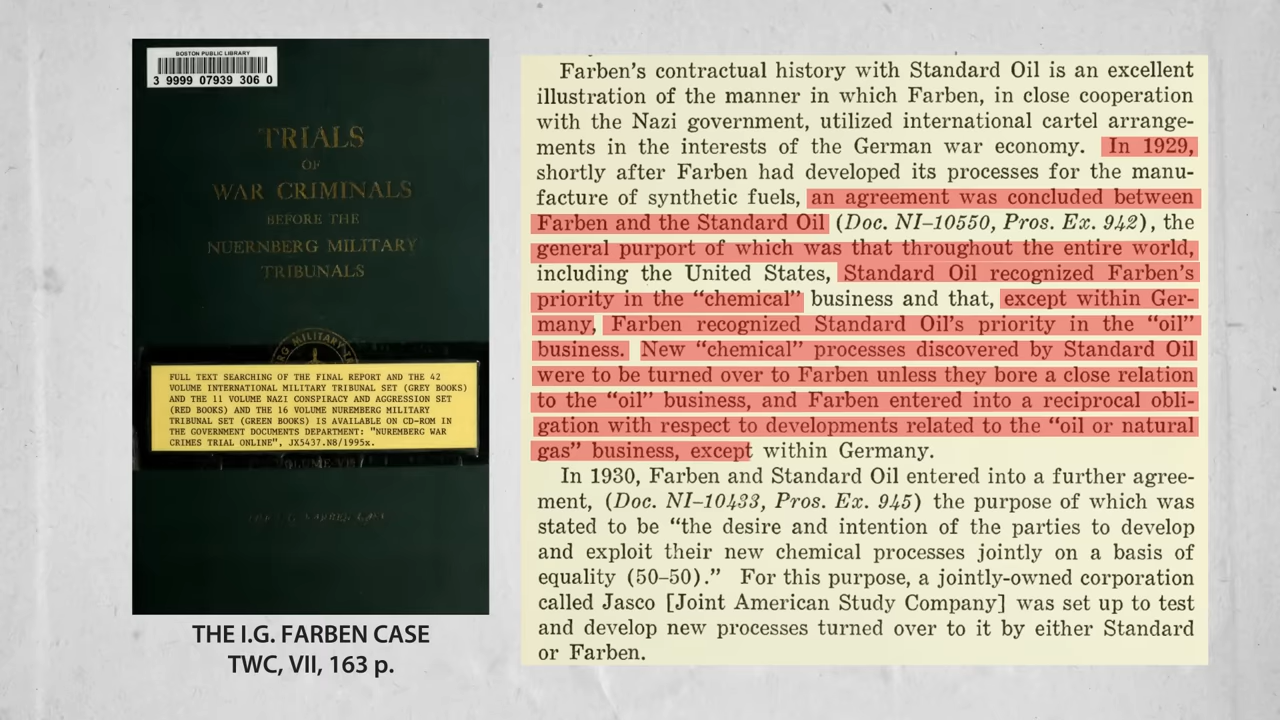 BOSTON PUBLIC LIBRARY
3 9999 07939 306 0
TRIALS
OF
WAR CRIMINALS
BEFORE THE
NUERNBERG MILITARY
TRIBUNALS
FULL TEXT SEARCHING OF THE FINAL REPORT AND THE 42
VOLUME INTERNATIONAL MILITARY TRIBUNAL SET (GREY BOOKS)
AND THE 11 VOLUME NAZI CONSPIRACY AND AGGRESSION SET
(RED BOOKS) AND THE 16 VOLUME NUREMBERG MILITARY
TRIBUNAL SET (GREEN BOOKS) IS AVAILABLE ON CD-ROM IN
THE GOVERNMENT DOCUMENTS DEPARTMENT: "NUREMBERG WAR
CRIMES TRIAL ONLINE", JX5437.N8/1995x.
THE I.G. FARBEN CASE
TWC, VII, 163 p.
Farben's contractual history with Standard Oil is an excellent
illustration of the manner in which Farben, in close cooperation
with the Nazi government, utilized international cartel arrange-
ments in the interests of the German war economy. In 1929,
shortly after Farben had developed its processes for the manu-
facture of synthetic fuels, an agreement was concluded between
Farben and the Standard Oil (Doc. NI–10550, Pros. Ex. 942), the
general purport of which was that throughout the entire world,
including the United States, Standard Oil recognized Farben's
priority in the "chemical" business and that, except within Ger-
many, Farben recognized Standard Oil's priority in the "oil"
business. New "chemical" processes discovered by Standard Oil
were to be turned over to Farben unless they bore a close relation
to the "oil" business, and Farben entered into a reciprocal obli-
gation with respect to developments related to the "oil or natural
gas" business, except within Germany.
In 1930, Farben and Standard Oil entered into a further agree-
ment, (Doc. NI–10433, Pros. Ex. 945) the purpose of which was
stated to be "the desire and intention of the parties to develop
and exploit their new chemical processes jointly on a basis of
equality (50–50)." For this purpose, a jointly-owned corporation
called Jasco [Joint American Study Company] was set up to test
and develop new processes turned over to it by either Standard
or Farben.